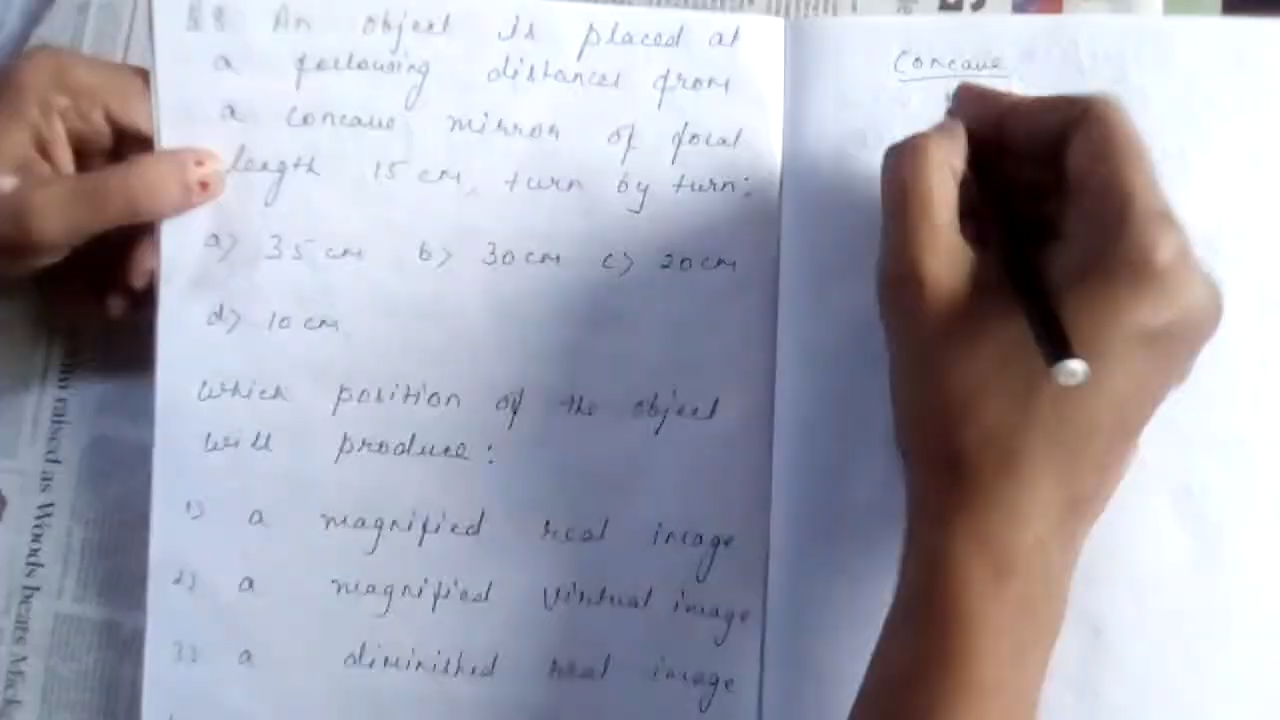 An object is placed at
a following distances from
a concave mirror of focal
length 15 cm, turn by turn:
a) 35 cm b) 30 cm c) 20 cm
d) 10 cm
Which position of the object
will produce:
1) a magnified real image
2) a magnified virtual image
3) a diminished real image
Concave
raised as Woods beats